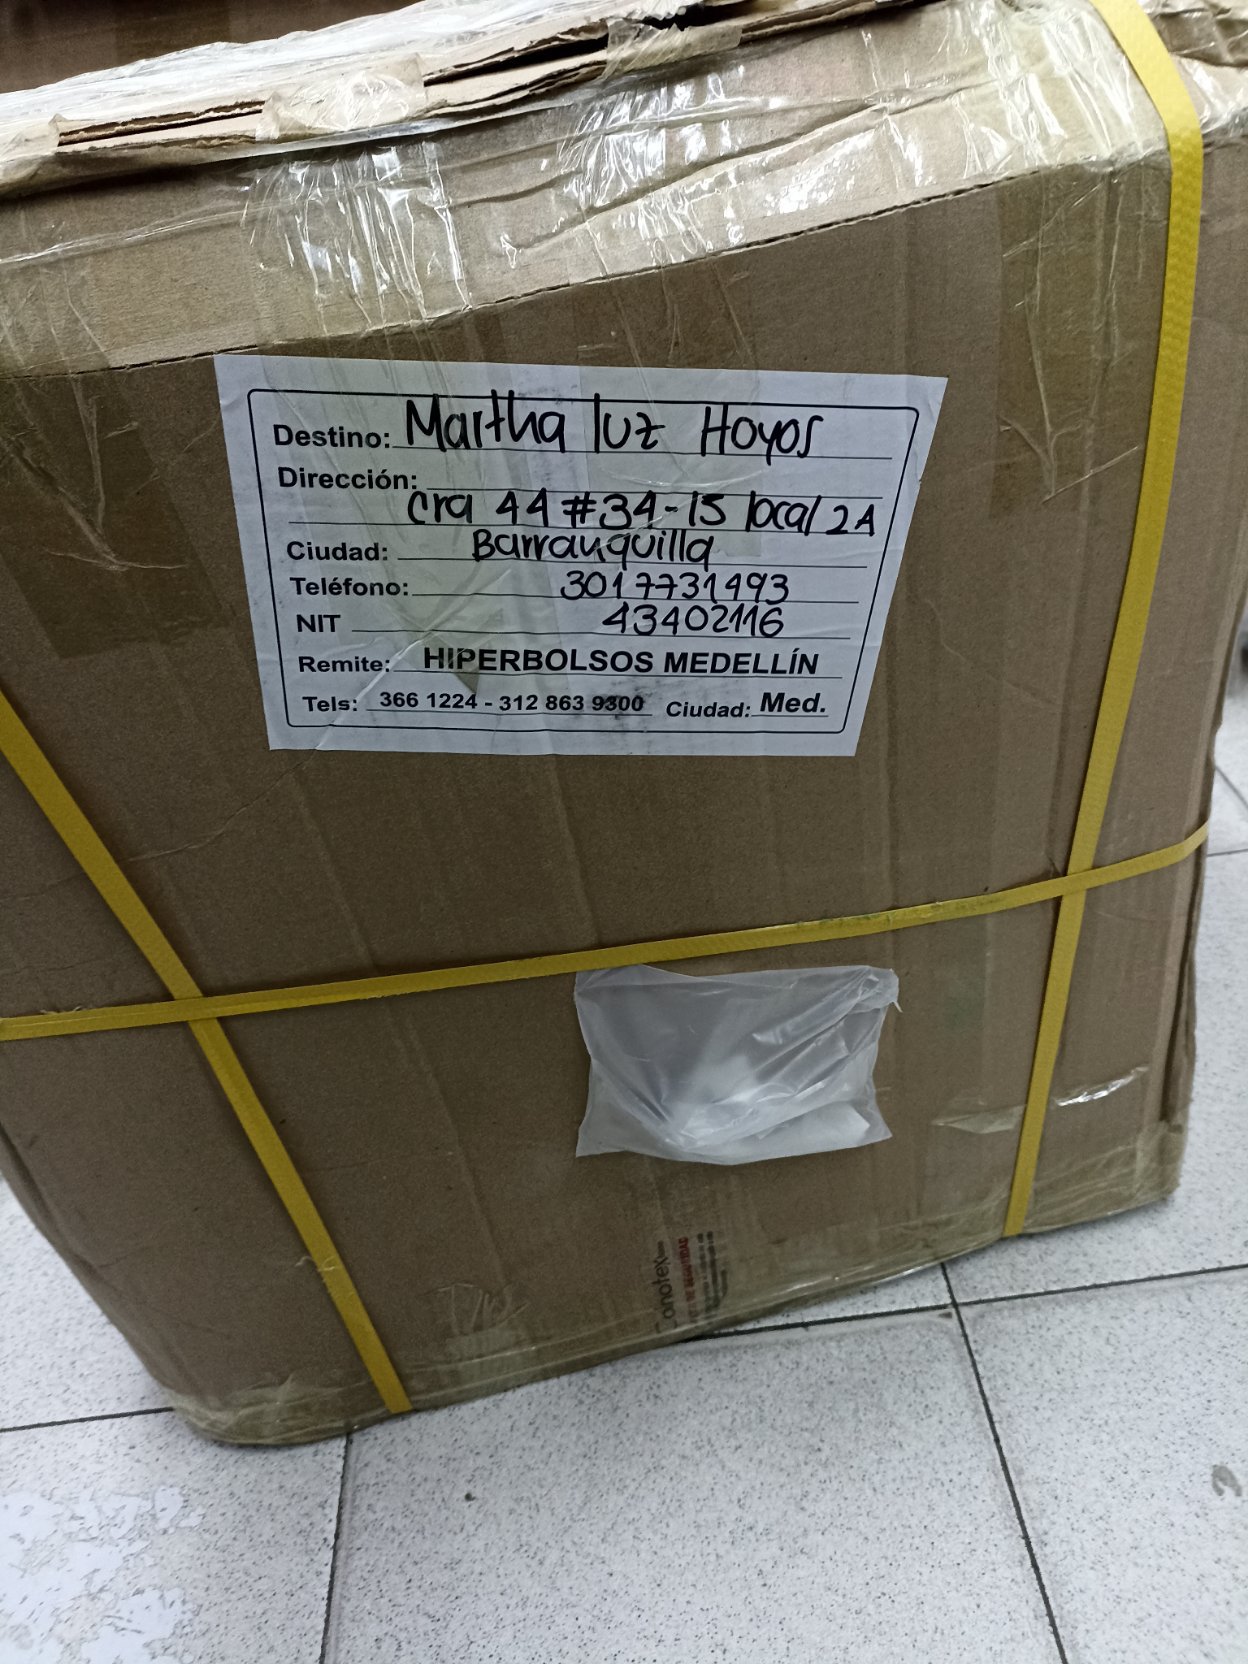 Destino: Martha luz Hoyos
Dirección:
cra 44 #34-15 local 2A
Ciudad: Barranquilla
Teléfono: 3017731493
NIT 43402116
Remite: HIPERBOLSOS MEDELLÍN
Tels: 366 1224 - 312 863 9300 Ciudad: Med.